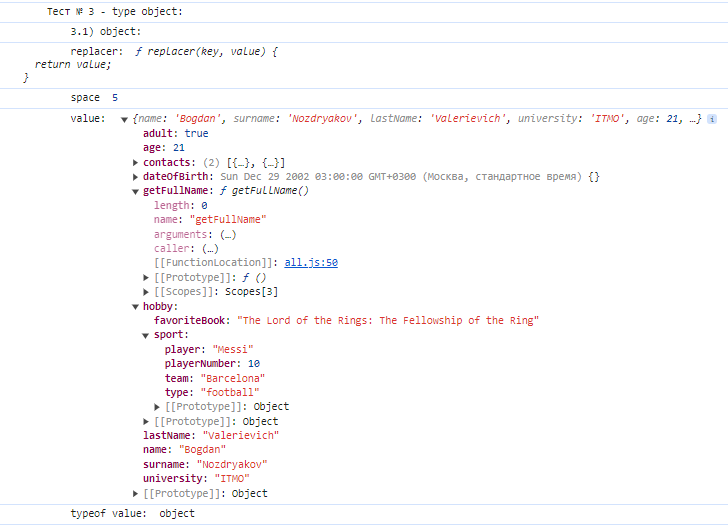 Тест № 3 - type object:
3.1) object:
replacer: ƒ replacer(key, value) {
return value;
}
space 5
value: ▼ {name: 'Bogdan', surname: 'Nozdryakov', lastName: 'Valerievich', university: 'ITMO', age: 21, …} i
adult: true
age: 21
▶ contacts: (2) [{…}, {…}]
▶ dateOfBirth: Sun Dec 29 2002 03:00:00 GMT+0300 (Москва, стандартное время) {}
▼ getFullName: ƒ getFullName()
length: 0
name: "getFullName"
arguments: (…)
caller: (…)
[[FunctionLocation]]: all.js:50
▶ [[Prototype]]: ƒ ()
▶ [[Scopes]]: Scopes[3]
▼ hobby:
favoriteBook: "The Lord of the Rings: The Fellowship of the Ring"
▼ sport:
player: "Messi"
playerNumber: 10
team: "Barcelona"
type: "football"
▶ [[Prototype]]: Object
▶ [[Prototype]]: Object
lastName: "Valerievich"
name: "Bogdan"
surname: "Nozdryakov"
university: "ITMO"
▶ [[Prototype]]: Object
typeof value: object